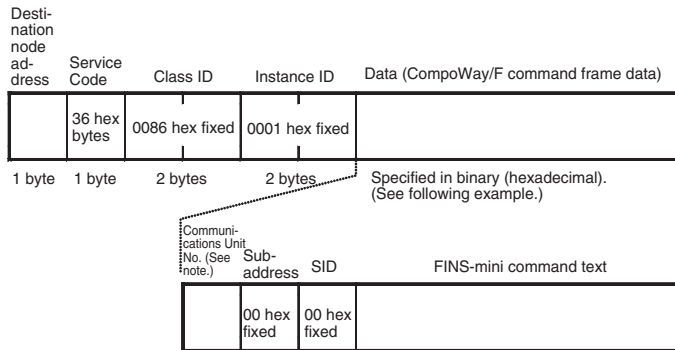 Desti-
nation
node
ad-
dress
Service
Code
Class ID
Instance ID
Data (CompoWay/F command frame data)
36 hex
bytes
0086 hex fixed
0001 hex fixed
1 byte
1 byte
2 bytes
2 bytes
Specified in binary (hexadecimal).
(See following example.)
Communi-
cations Unit
No. (See
note.)
Sub-
address
SID
FINS-mini command text
00 hex
fixed
00 hex
fixed